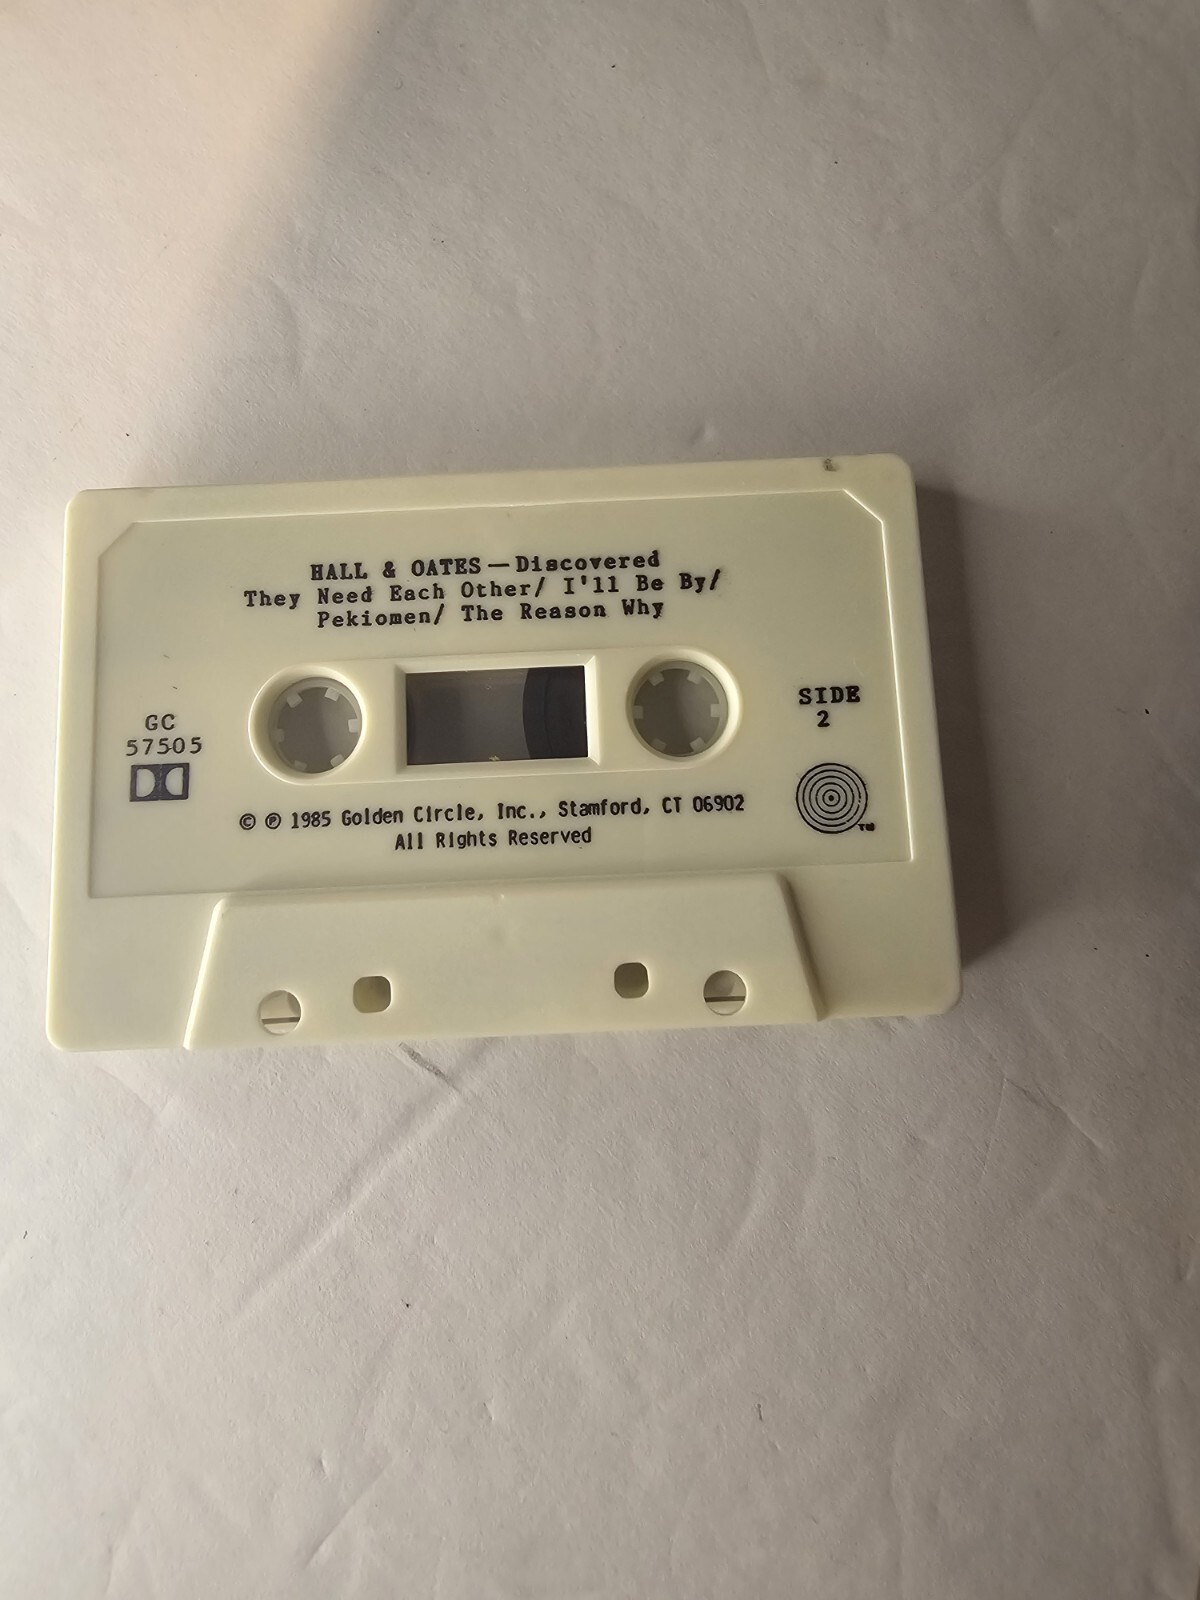 HALL & OATES — Discovered
They Need Each Other/ I'll Be By/
Pekiomen/ The Reason Why
GC
57505
SIDE
2
© ℗ 1985 Golden Circle, Inc., Stamford, CT 06902
All Rights Reserved
TM